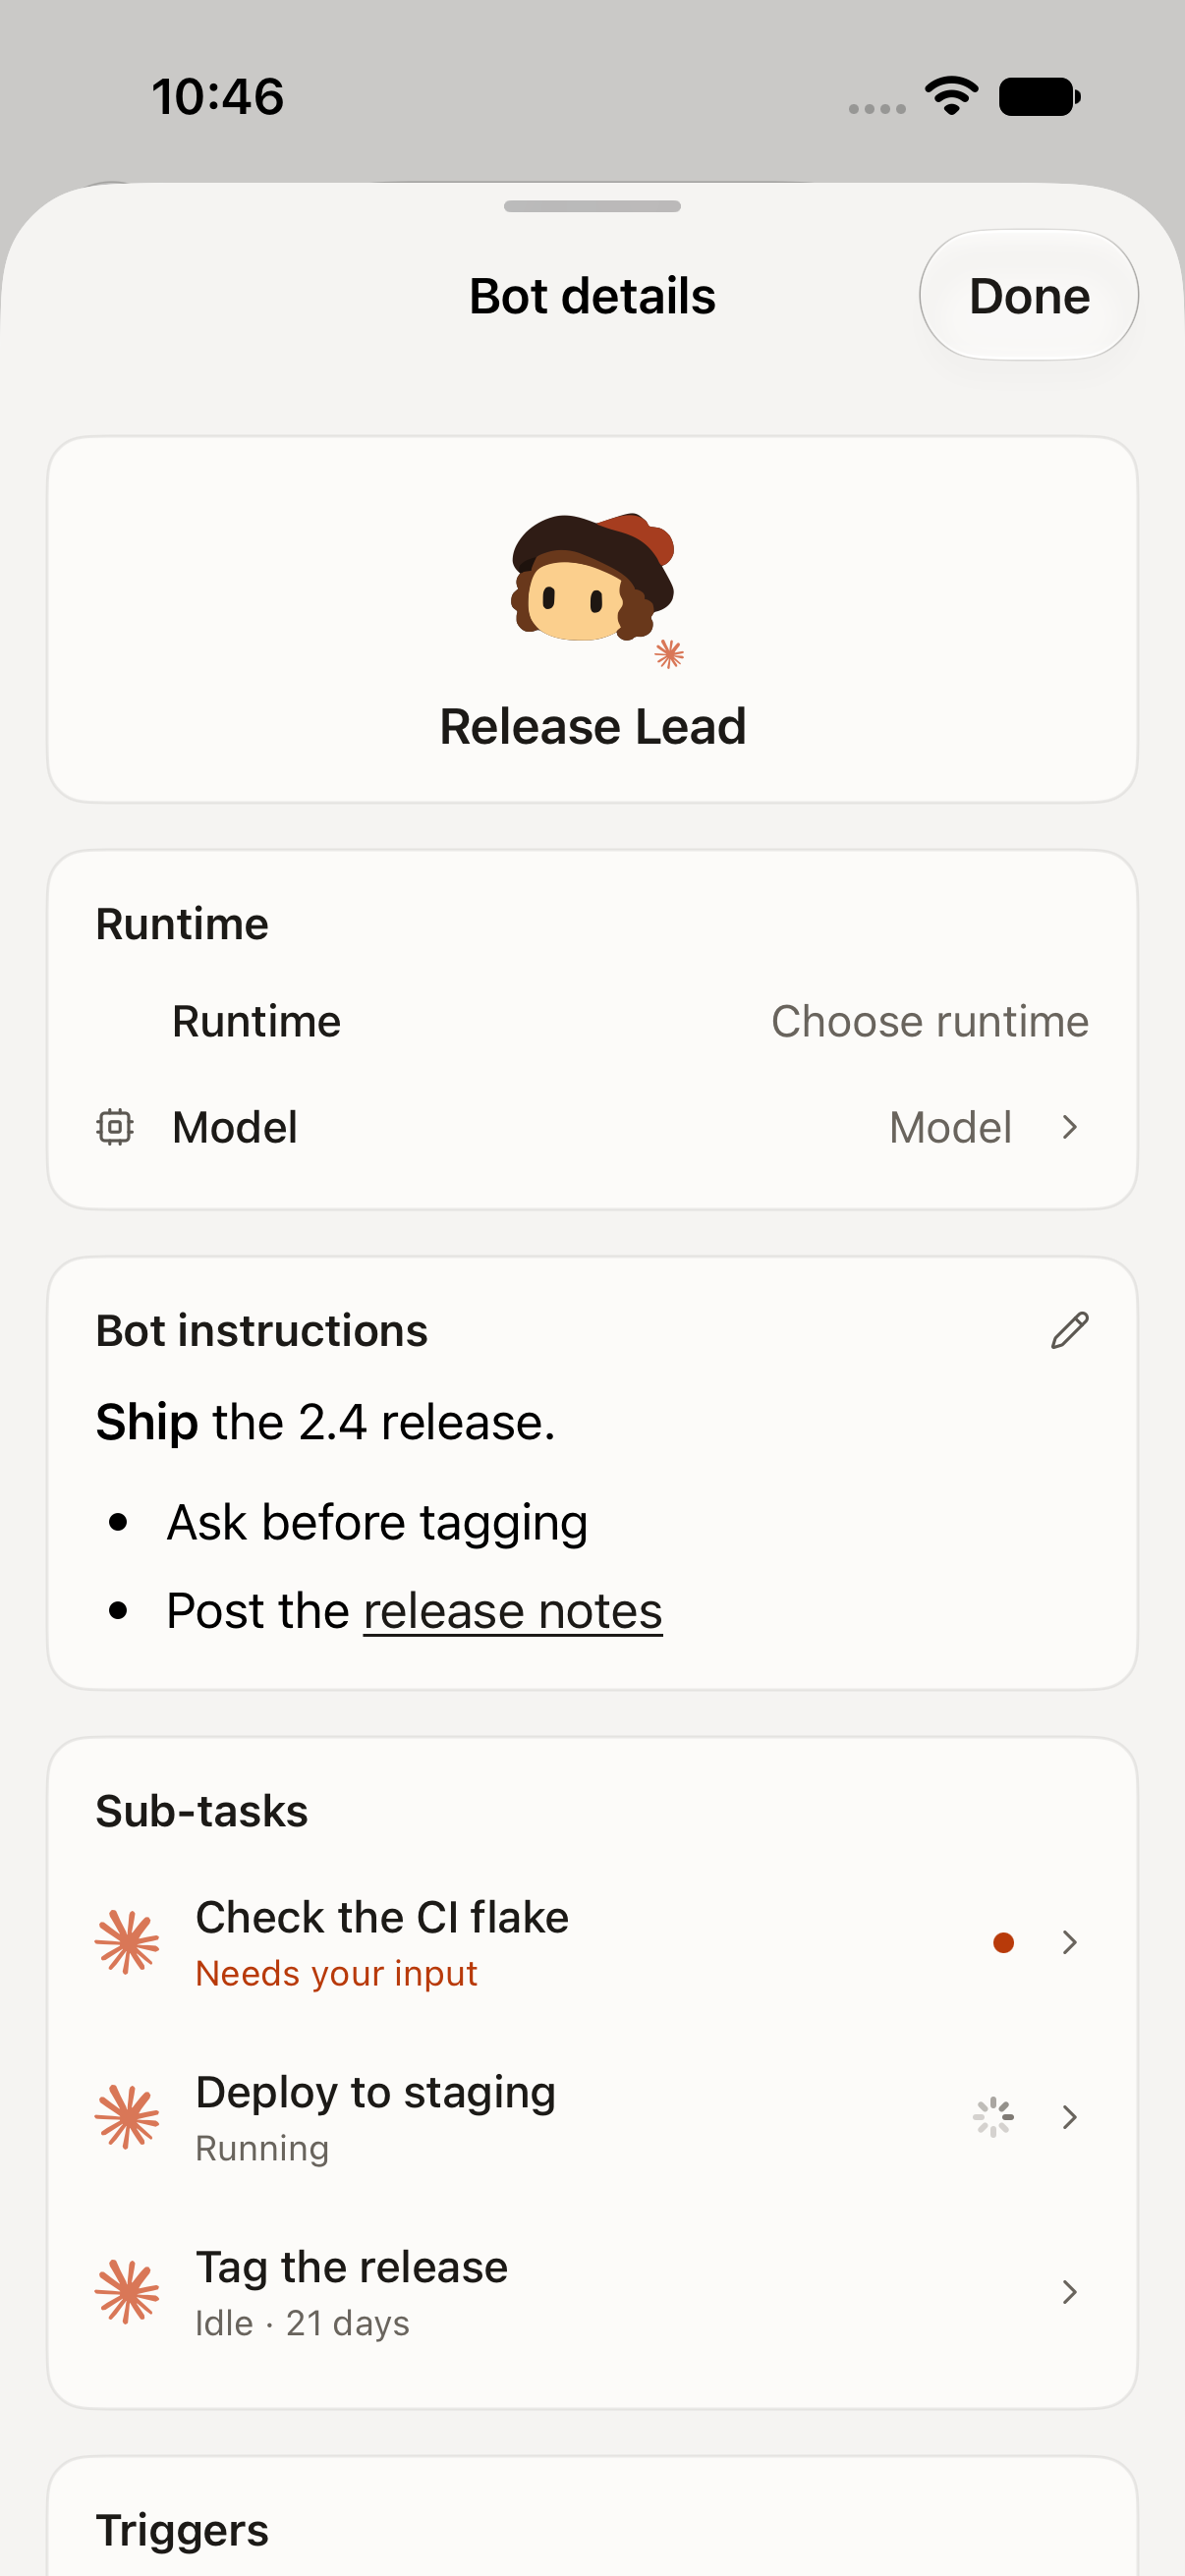 10:46
Bot details
Done
Release Lead
Runtime
Runtime
Choose runtime
Model
Model
Bot instructions
Ship the 2.4 release.
Ask before tagging
Post the release notes
Sub-tasks
Check the CI flake
Needs your input
Deploy to staging
Running
Tag the release
Idle · 21 days
Triggers